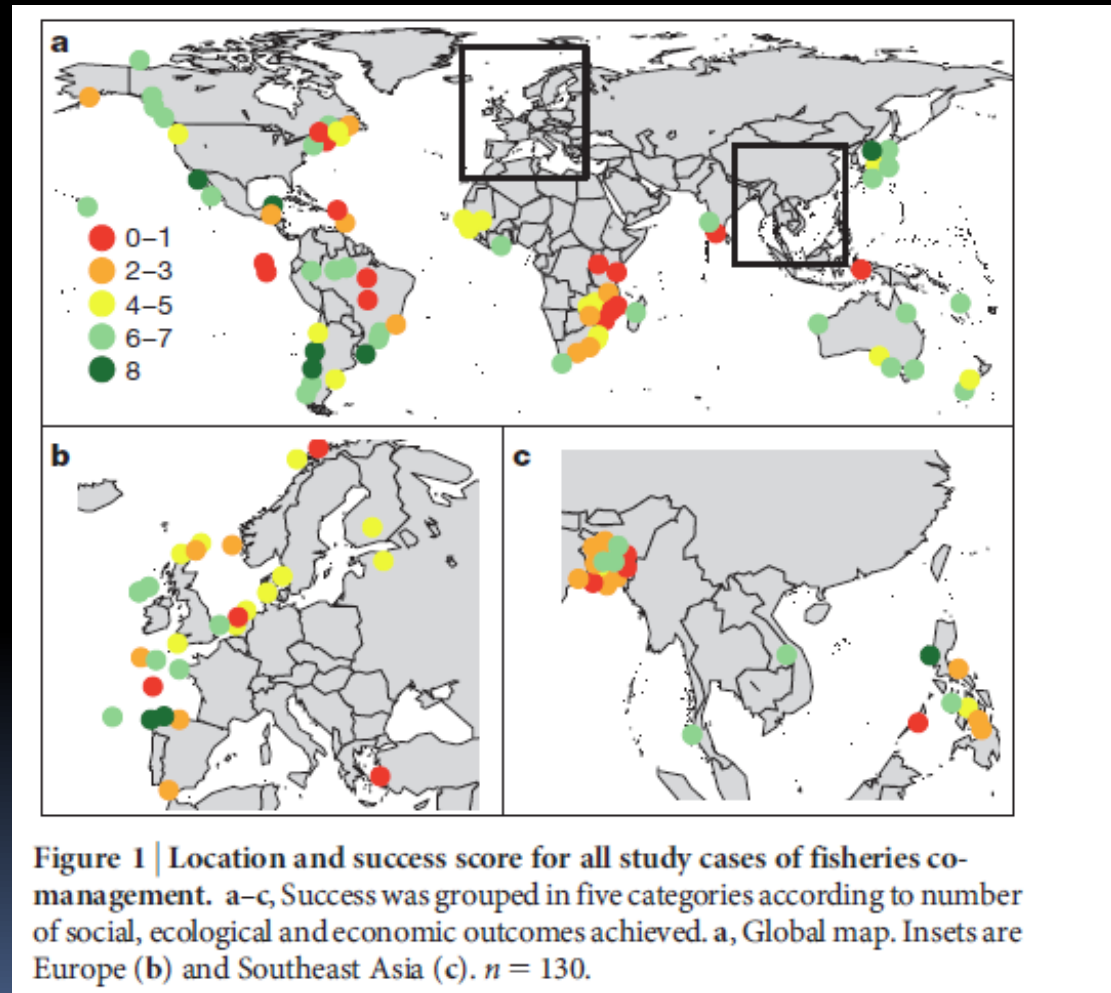 a
0–1
2–3
4–5
6–7
8
b
c
Figure 1 | Location and success score for all study cases of fisheries co-
management. a–c, Success was grouped in five categories according to number
of social, ecological and economic outcomes achieved. a, Global map. Insets are
Europe (b) and Southeast Asia (c). n = 130.